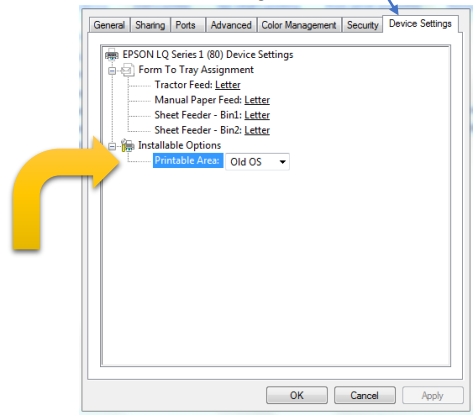 General Sharing Ports Advanced Color Management Security Device Settings
EPSON LQ Series 1 (80) Device Settings
Form To Tray Assignment
Tractor Feed: Letter
Manual Paper Feed: Letter
Sheet Feeder - Bin1: Letter
Sheet Feeder - Bin2: Letter
Installable Options
Printable Area: Old OS
OK Cancel Apply